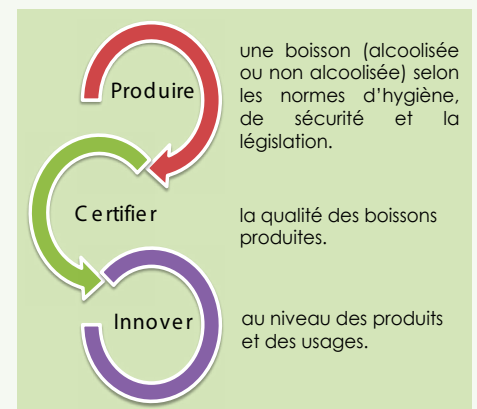 Produire
une boisson (alcoolisée
ou non alcoolisée) selon
les normes d’hygiène,
de sécurité et la
législation.
Certifier
la qualité des boissons
produites.
Innover
au niveau des produits
et des usages.